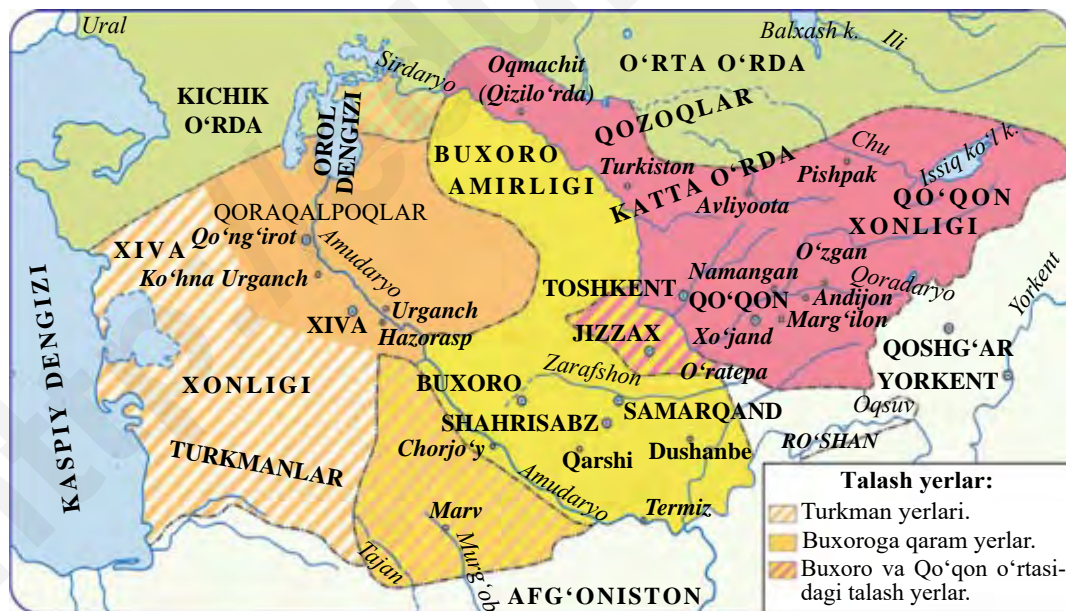 Ural
Balxash k.
Ili
Oqmachit
(Qizilo‘rda)
O‘RTA O‘RDA
Sirdaryo
KICHIK
O‘RDA
OROL
DENGIZI
QOZOQLAR
BUXORO
AMIRLIGI
Turkiston
KATTA O‘RDA
Chu
Pishpak
Issiq ko‘l k.
Avliyoota
QO‘QON
XONLIGI
QORAQALPOQLAR
XIVA
Qo‘ng‘irot
Amudaryo
Ko‘hna Urganch
O‘zgan
Namangan
Qoradaryo
TOSHKENT
QO‘QON
Andijon
Marg‘ilon
Yorkent
Urganch
XIVA
Hazorasp
JIZZAX
Xo‘jand
QOSHG‘AR
KASPIY DENGIZI
XONLIGI
BUXORO
Zarafshon
O‘ratepa
YORKENT
Oqsuv
SHAHRISABZ
SAMARQAND
RO‘SHAN
TURKMANLAR
Chorjo‘y
Qarshi
Dushanbe
Amudaryo
Termiz
Marv
Tajan
Murg‘ob
AFG‘ONISTON
Talash yerlar:
Turkman yerlari.
Buxoroga qaram yerlar.
Buxoro va Qo‘qon o‘rtasi-
dagi talash yerlar.